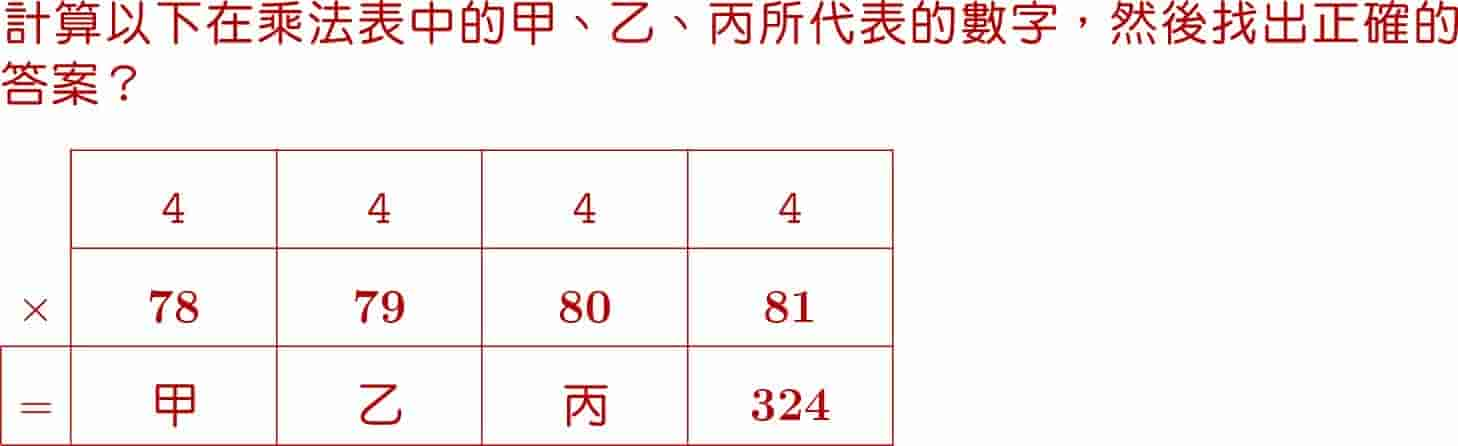 計算以下在乘法表中的甲、乙、丙所代表的數字，然後找出正確的
答案？
4 4 4 4
× 78 79 80 81
= 甲 乙 丙 324